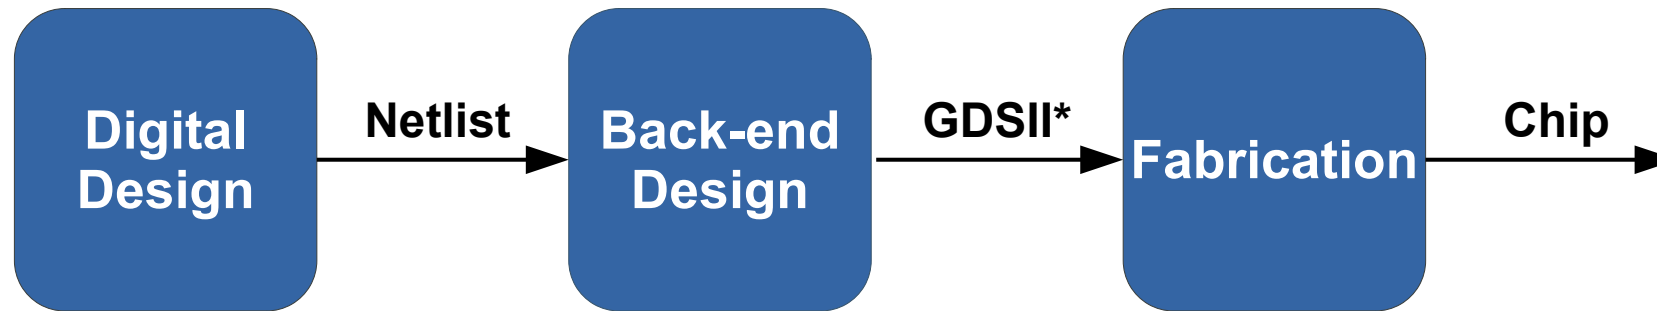 Digital
Design
Netlist
Back-end
Design
GDSII*
Fabrication
Chip